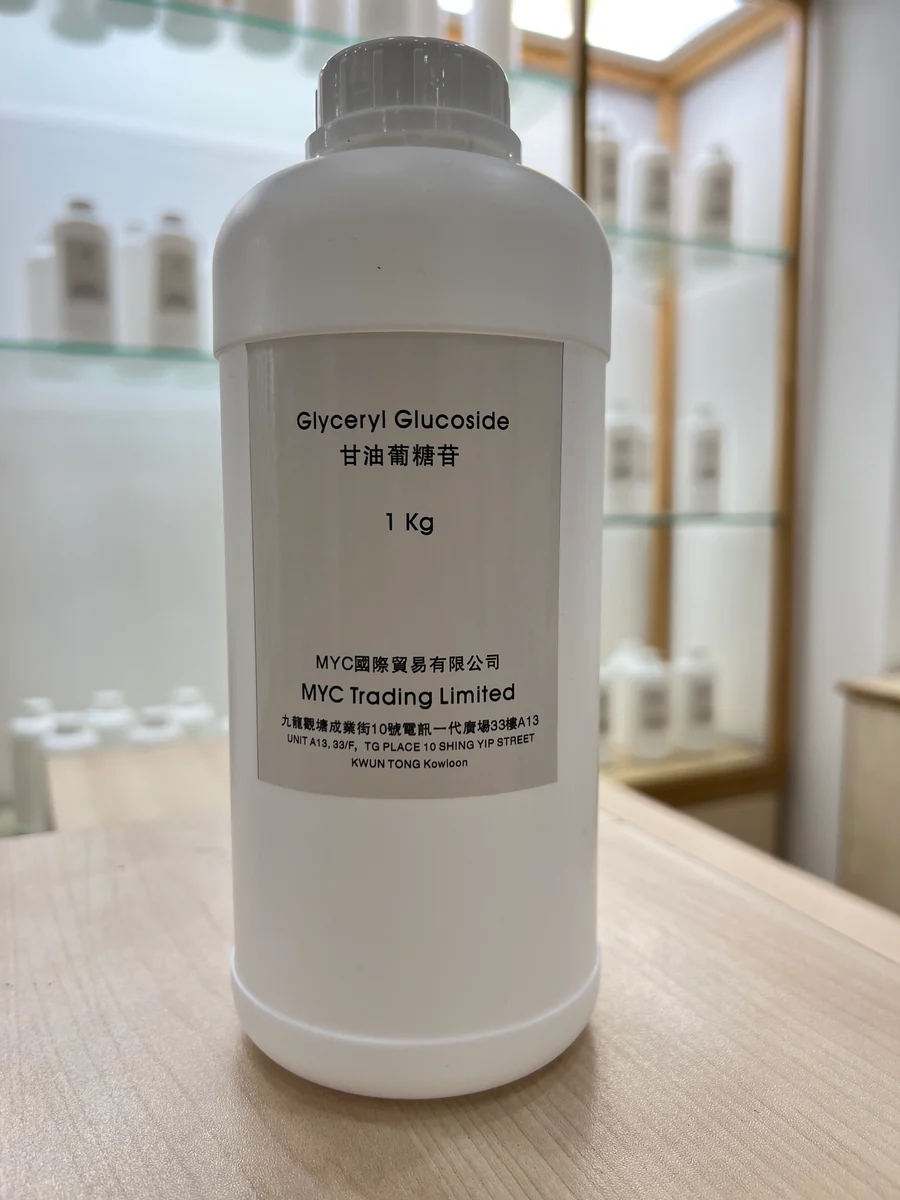 Glyceryl Glucoside
甘油葡糖苷
1 Kg
MYC國際貿易有限公司
MYC Trading Limited
九龍觀塘成業街10號電訊一代廣場33樓A13
UNIT A13, 33/F, TG PLACE 10 SHING YIP STREET
KWUN TONG Kowloon